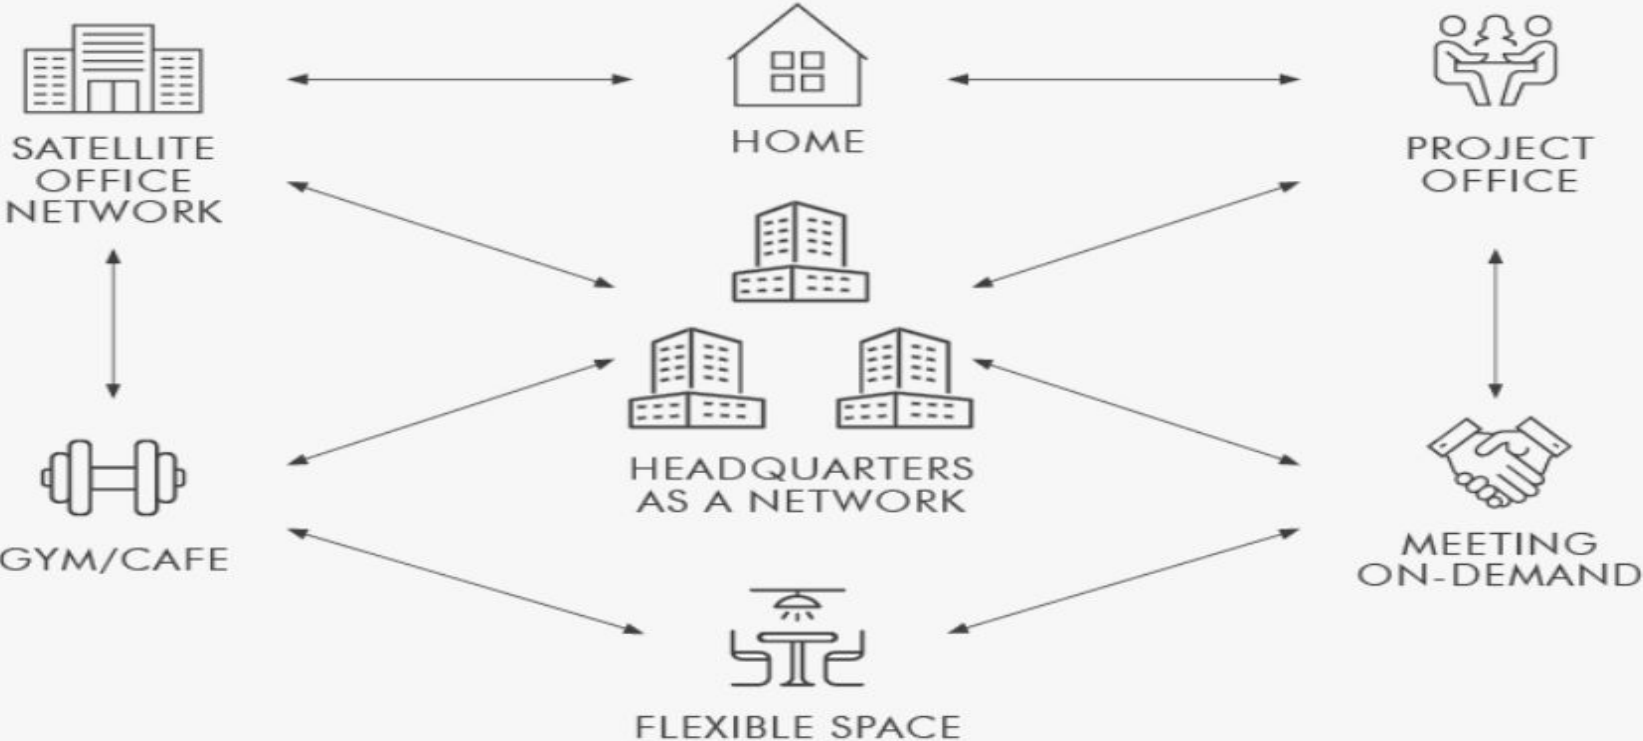 SATELLITE
OFFICE
NETWORK
HOME
PROJECT
OFFICE
HEADQUARTERS
AS A NETWORK
GYM/CAFE
MEETING
ON-DEMAND
FLEXIBLE SPACE